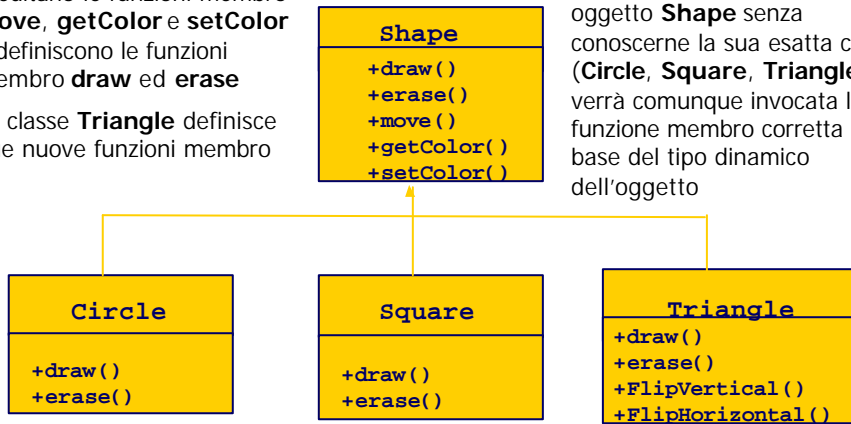 ove, getColor e setColor
definiscono le funzioni
embro draw ed erase
classe Triangle definisce
e nuove funzioni membro
Shape
+draw()
+erase()
+move()
+getColor()
+setColor()
oggetto Shape senza
conoscerne la sua esatta c
(Circle, Square, Triangle
verrà comunque invocata l
funzione membro corretta
base del tipo dinamico
dell'oggetto
Circle
+draw()
+erase()
Square
+draw()
+erase()
Triangle
+draw()
+erase()
+FlipVertical()
+FlipHorizontal()